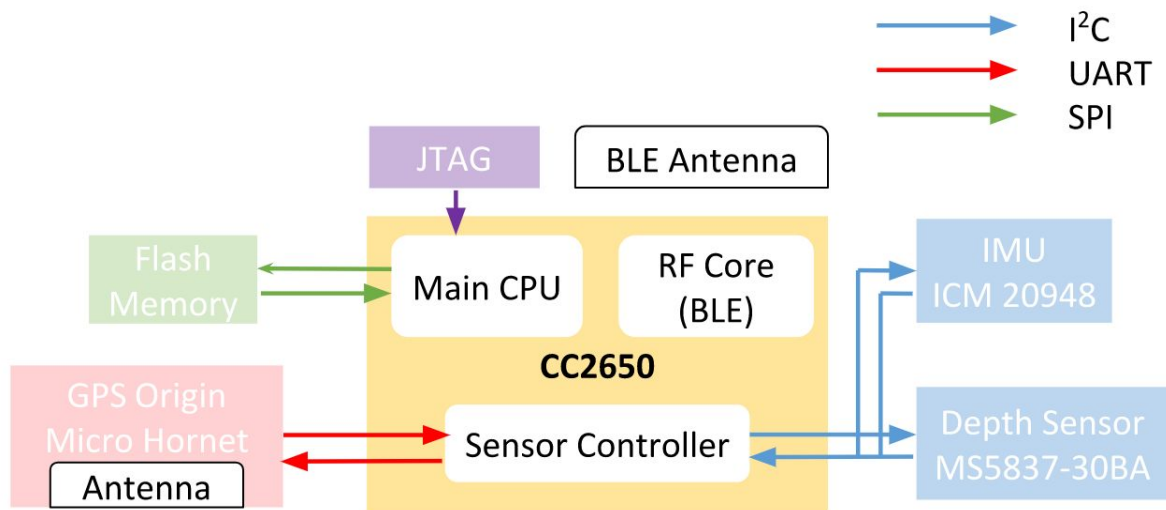 I²C
UART
SPI
JTAG
BLE Antenna
Flash
Memory
Main CPU
RF Core
(BLE)
IMU
ICM 20948
CC2650
GPS Origin
Micro Hornet
Antenna
Sensor Controller
Depth Sensor
MS5837-30BA